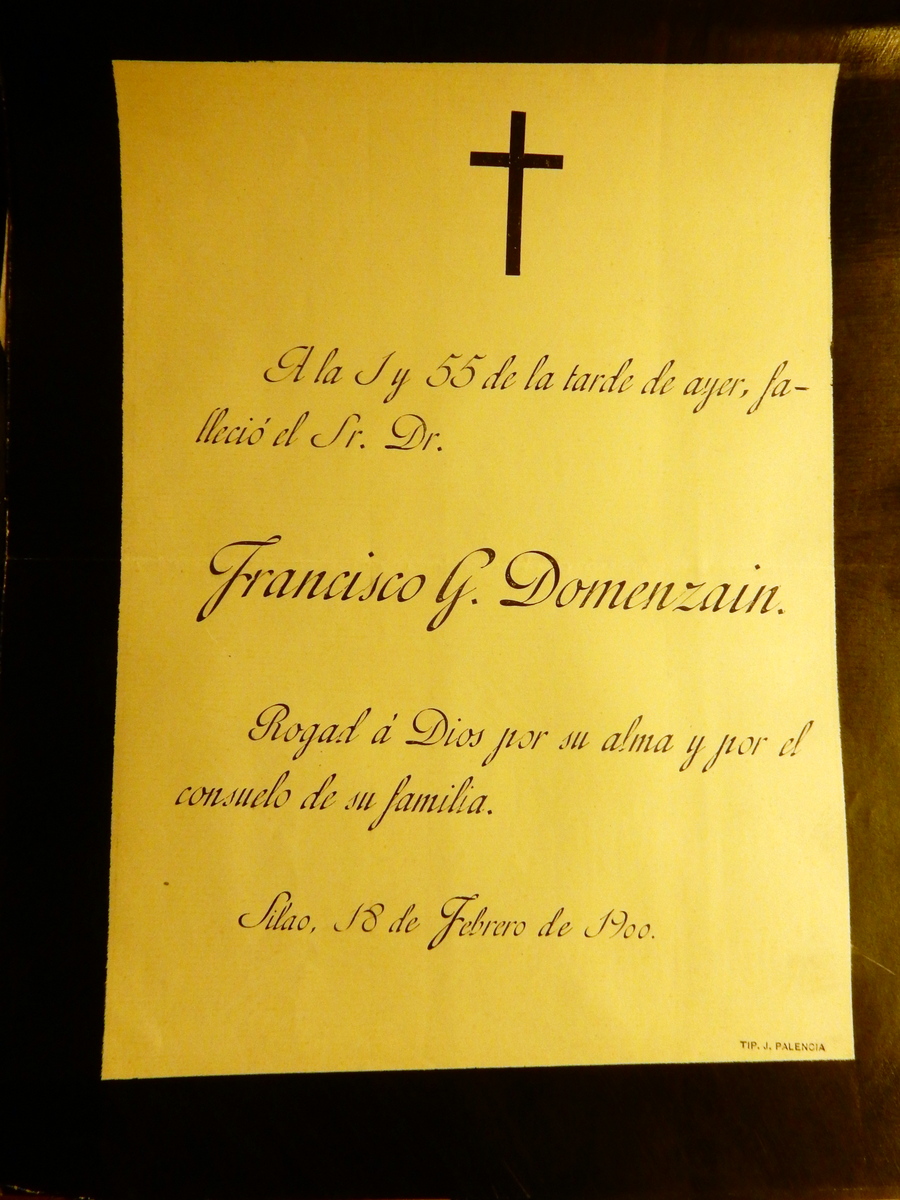 A la 1 y 55 de la tarde de ayer, fa-
lleció el Sr. Dr.
Francisco G. Domenzain.
Rogad á Dios por su alma y por el
consuelo de su familia.
Silao, 18 de Febrero de 1900.
TIP. J. PALENCIA